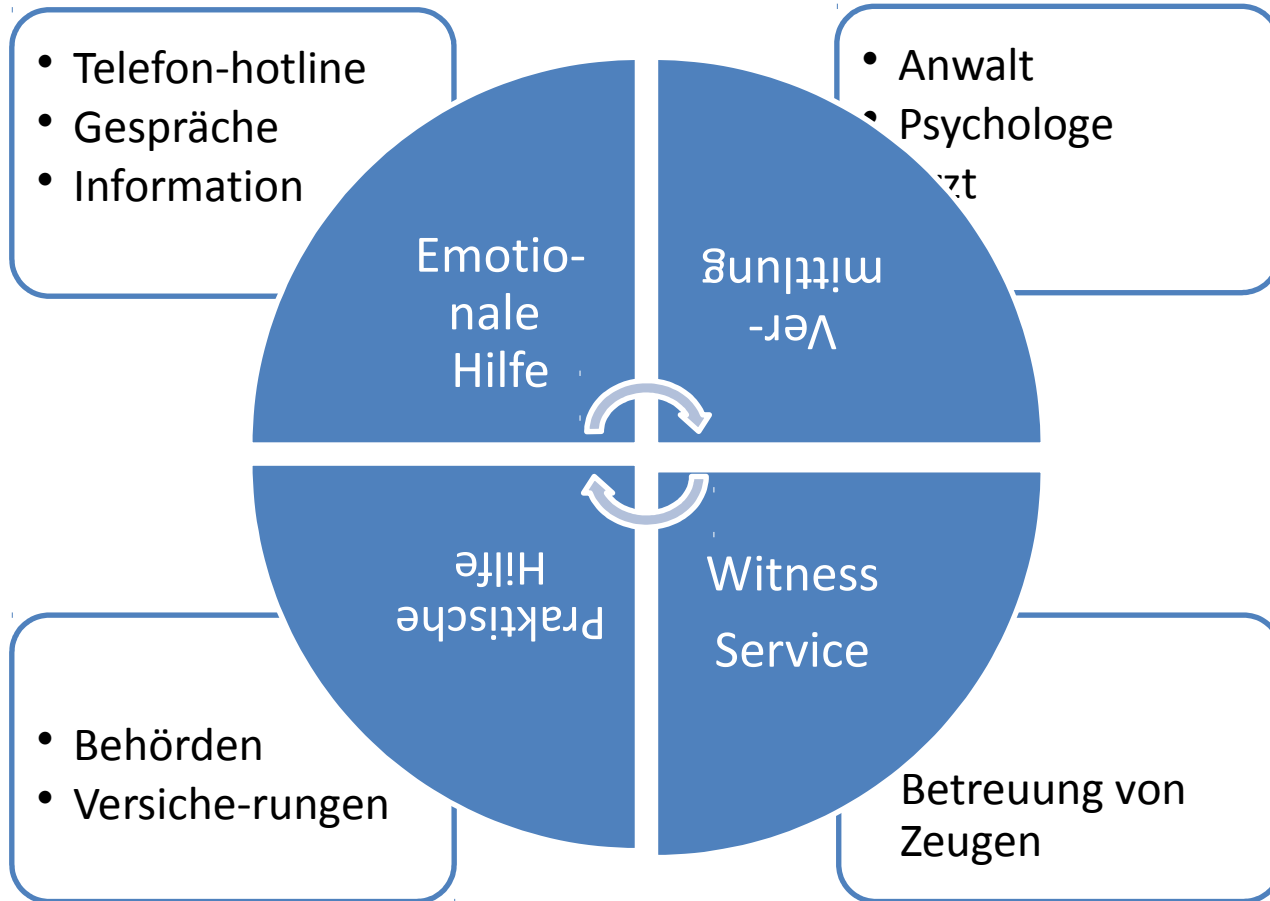 Telefon-hotline
Gespräche
Information
Anwalt
Psychologe
rzt
Emotio-
nale
Hilfe
Ver-
mittlung
Praktische
Hilfe
Witness
Service
Behörden
Versiche-rungen
Betreuung von
Zeugen